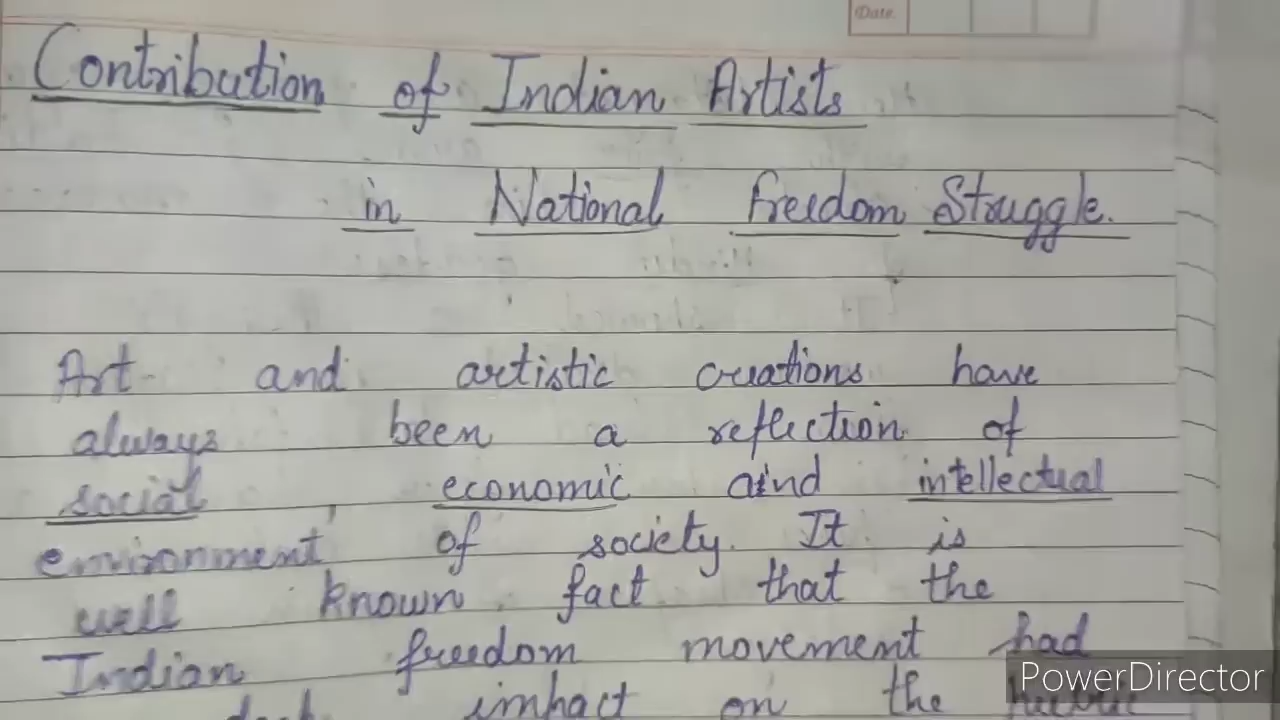 Date
Contribution of Indian Artists
in National Freedom Struggle.
Art and artistic creations have
always been a reflection of
social economic and intellectual
environment of society. It is
well known fact that the
Indian freedom movement had
impact on the
PowerDirector